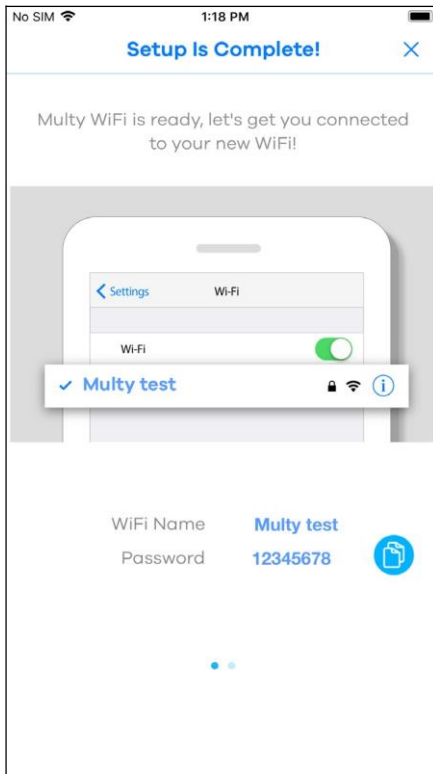 No SIM 1:18 PM
Setup Is Complete!
Multy WiFi is ready, let's get you connected
to your new WiFi!
Settings Wi-Fi
Wi-Fi
Multy test
WiFi Name Multy test
Password 12345678